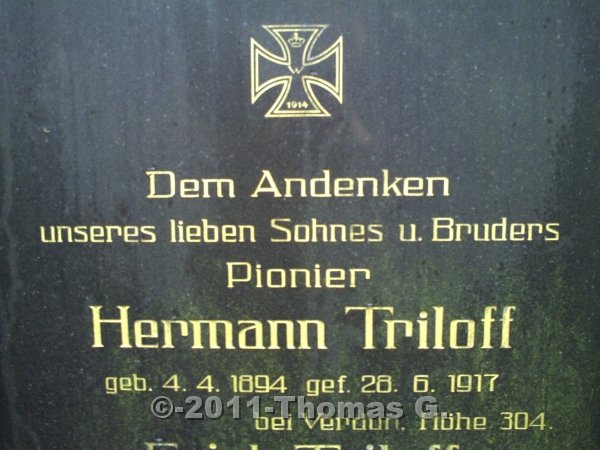 W
1914
Dem Andenken
unseres lieben Sohnes u. Bruders
Pionier
Hermann Triloff
geb. 4. 4. 1894 gef. 28. 6. 1917
©-2011-Thomas G.
bei Verdun, Höhe 304.
Triloff